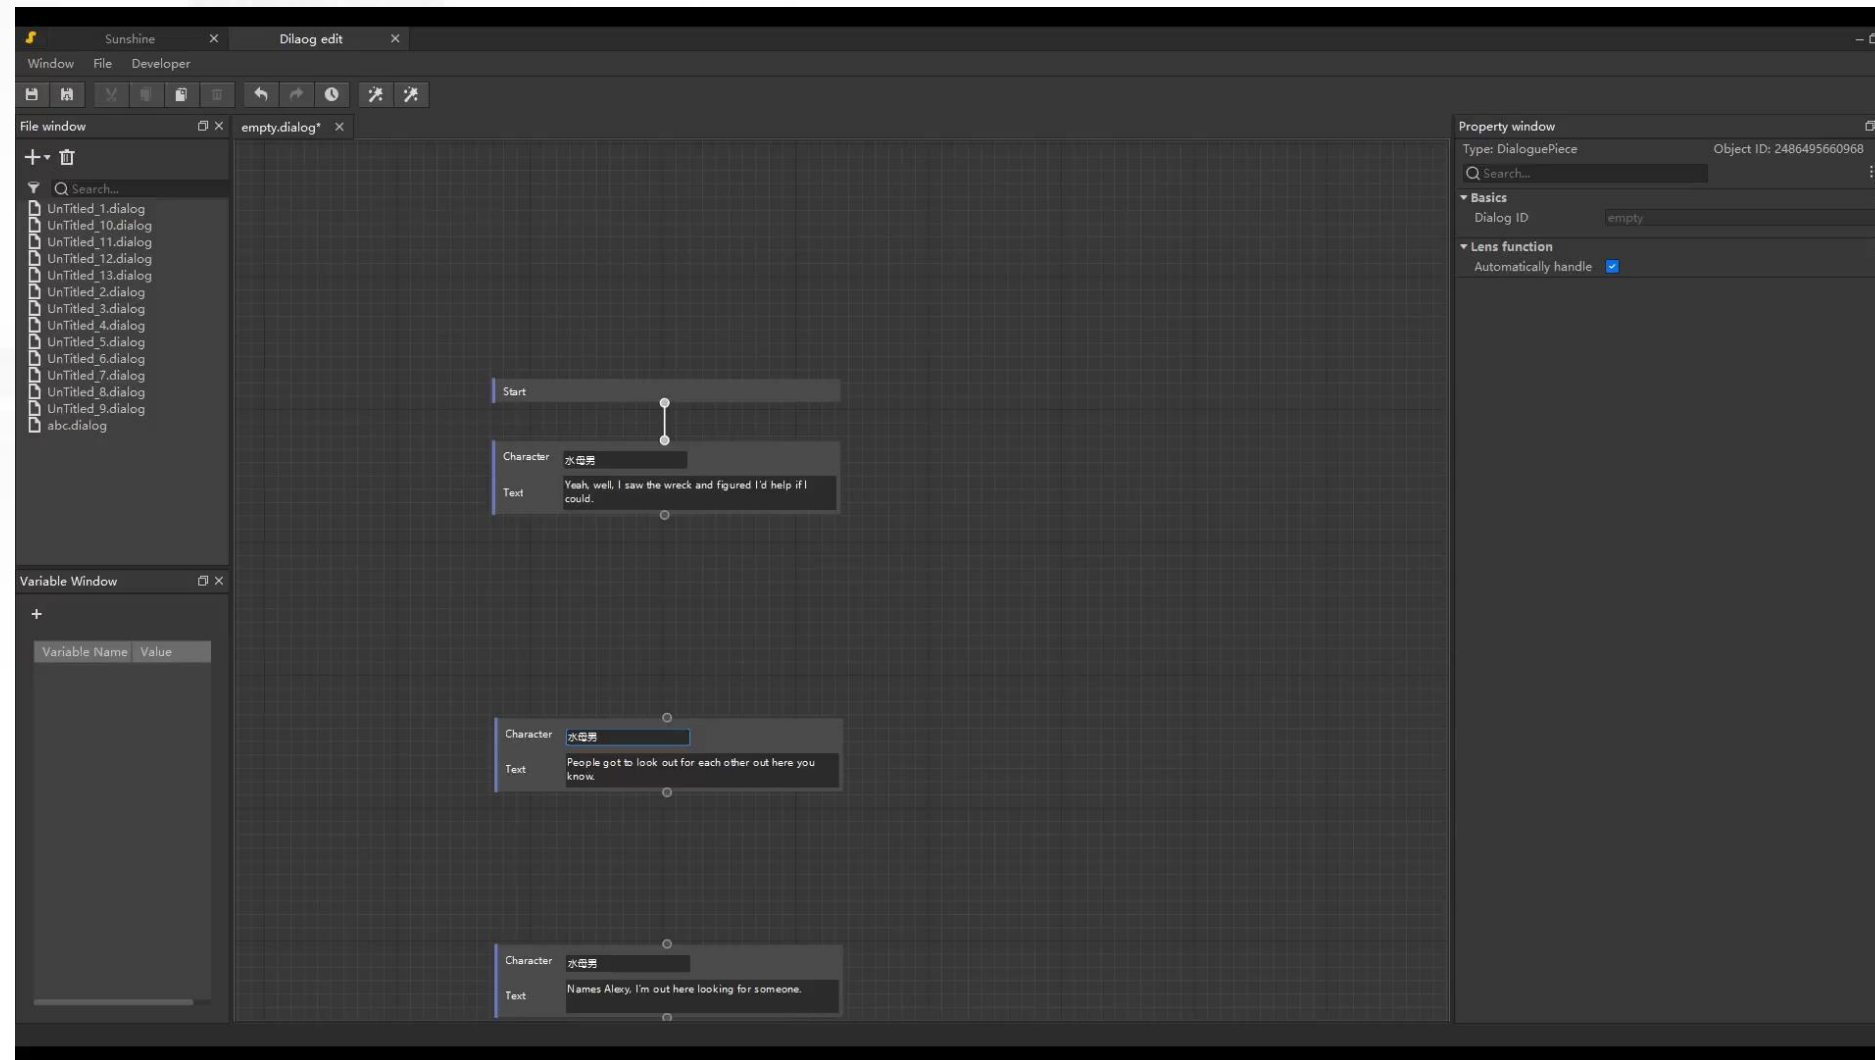 Sunshine
Dilaog edit
Window File Developer
File window
empty.dialog*
Property window
Type: DialoguePiece
Object ID: 2486495660968
Search...
Search...
Basics
Dialog ID
empty
Lens function
Automatically handle
UnTitled_1.dialog
UnTitled_10.dialog
UnTitled_11.dialog
UnTitled_12.dialog
UnTitled_13.dialog
UnTitled_2.dialog
UnTitled_3.dialog
UnTitled_4.dialog
UnTitled_5.dialog
UnTitled_6.dialog
UnTitled_7.dialog
UnTitled_8.dialog
UnTitled_9.dialog
abc.dialog
Variable Window
Variable Name Value
Start
Character 水母男
Text
Yeah, well, I saw the wreck and figured I'd help if I
could.
Character 水母男
Text
People got to look out for each other out here you
know.
Character 水母男
Text
Names Alexy, I'm out here looking for someone.